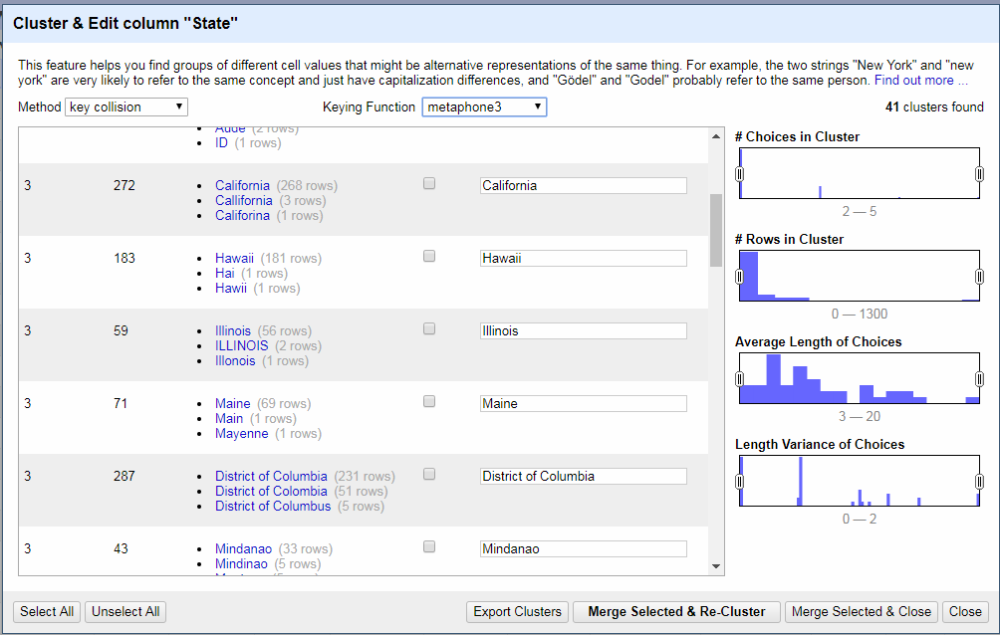 Cluster & Edit column "State"
This feature helps you find groups of different cell values that might be alternative representations of the same thing. For example, the two strings "New York" and "new
york" are very likely to refer to the same concept and just have capitalization differences, and "Gödel" and "Godel" probably refer to the same person. Find out more ...
Method key collision Keying Function metaphone3 41 clusters found
Aude (2 rows)
ID (1 rows)
3 272 California (268 rows) California
Callifornia (3 rows)
Califorina (1 rows)
3 183 Hawaii (181 rows) Hawaii
Hai (1 rows)
Hawii (1 rows)
3 59 Illinois (56 rows) Illinois
ILLINOIS (2 rows)
Illonois (1 rows)
3 71 Maine (69 rows) Maine
Main (1 rows)
Mayenne (1 rows)
3 287 District of Columbia (231 rows) District of Columbia
District of Colombia (51 rows)
District of Columbus (5 rows)
3 43 Mindanao (33 rows) Mindanao
Mindinao (5 rows)
# Choices in Cluster
2 — 5
# Rows in Cluster
0 — 1300
Average Length of Choices
3 — 20
Length Variance of Choices
0 — 2
Select All Unselect All Export Clusters Merge Selected & Re-Cluster Merge Selected & Close Close